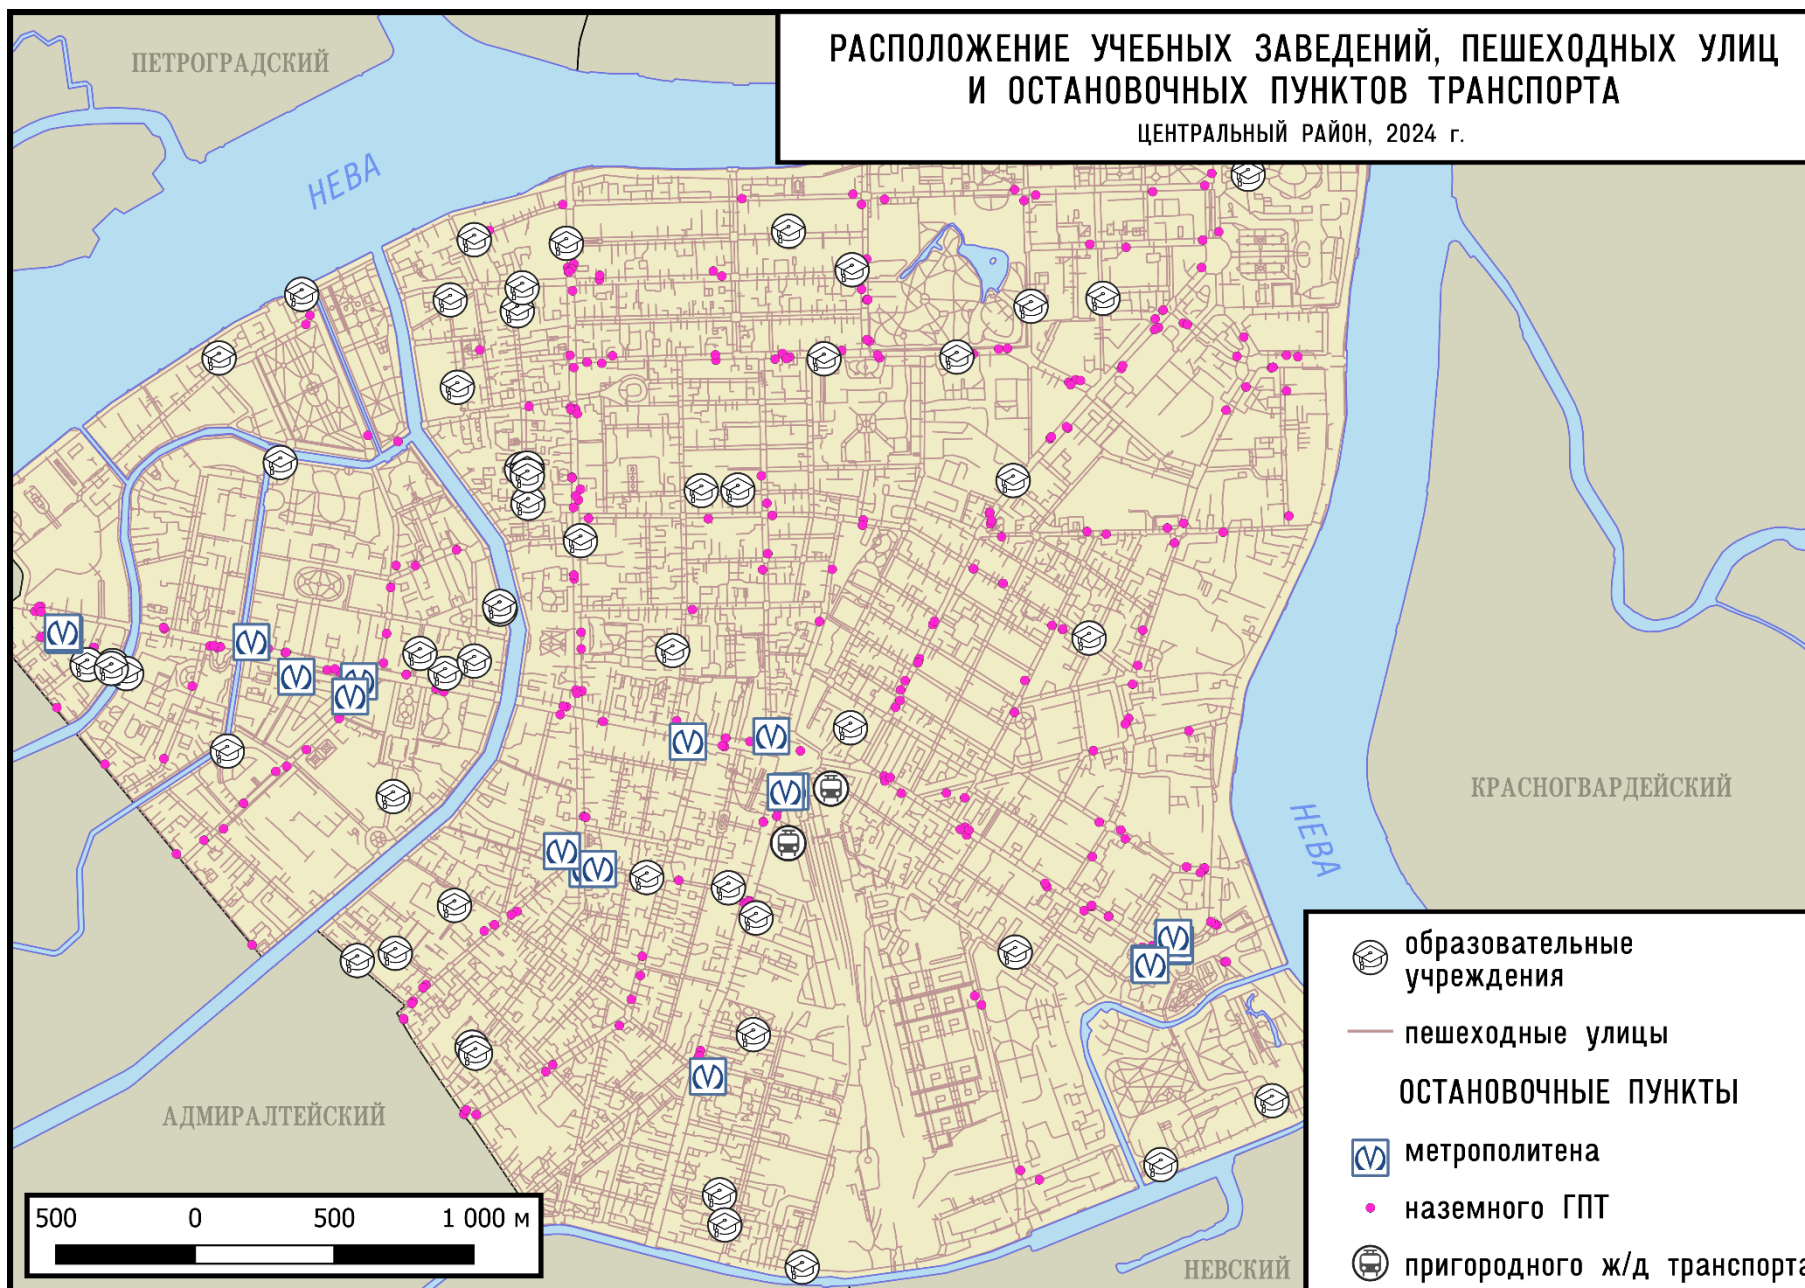 РАСПОЛОЖЕНИЕ УЧЕБНЫХ ЗАВЕДЕНИЙ, ПЕШЕХОДНЫХ УЛИЦ
И ОСТАНОВОЧНЫХ ПУНКТОВ ТРАНСПОРТА
ЦЕНТРАЛЬНЫЙ РАЙОН, 2024 г.
ПЕТРОГРАДСКИЙ
НЕВА
КРАСНОГВАРДЕЙСКИЙ
НЕВА
АДМИРАЛТЕЙСКИЙ
НЕВСКИЙ
образовательные
учреждения
пешеходные улицы
ОСТАНОВОЧНЫЕ ПУНКТЫ
метрополитена
наземного ГПТ
пригородного ж/д транспорта
500 0 500 1 000 м